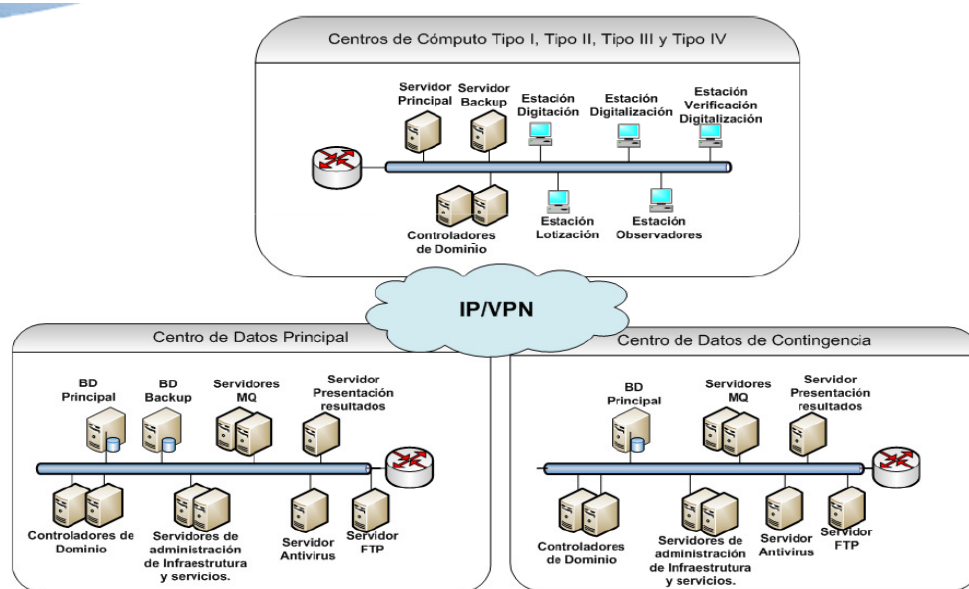 Centros de Cómputo Tipo I, Tipo II, Tipo III y Tipo IV
Servidor
Principal
Servidor
Backup
Estación
Digitación
Estación
Digitalización
Estación
Verificación
Digitalización
Controladores
de Dominio
Estación
Lotización
Estación
Observadores
IP/VPN
Centro de Datos Principal
BD
Principal
BD
Backup
Servidores
MQ
Servidor
Presentación
resultados
Controladores de
Dominio
Servidores de
administración
de Infraestrutura
y servicios.
Servidor
Antivirus
Servidor
FTP
Centro de Datos de Contingencia
BD
Principal
Servidores
MQ
Servidor
Presentación
resultados
Controladores
de Dominio
Servidores de
administración
de Infraestrutura
y servicios.
Servidor
Antivirus
Servidor
FTP